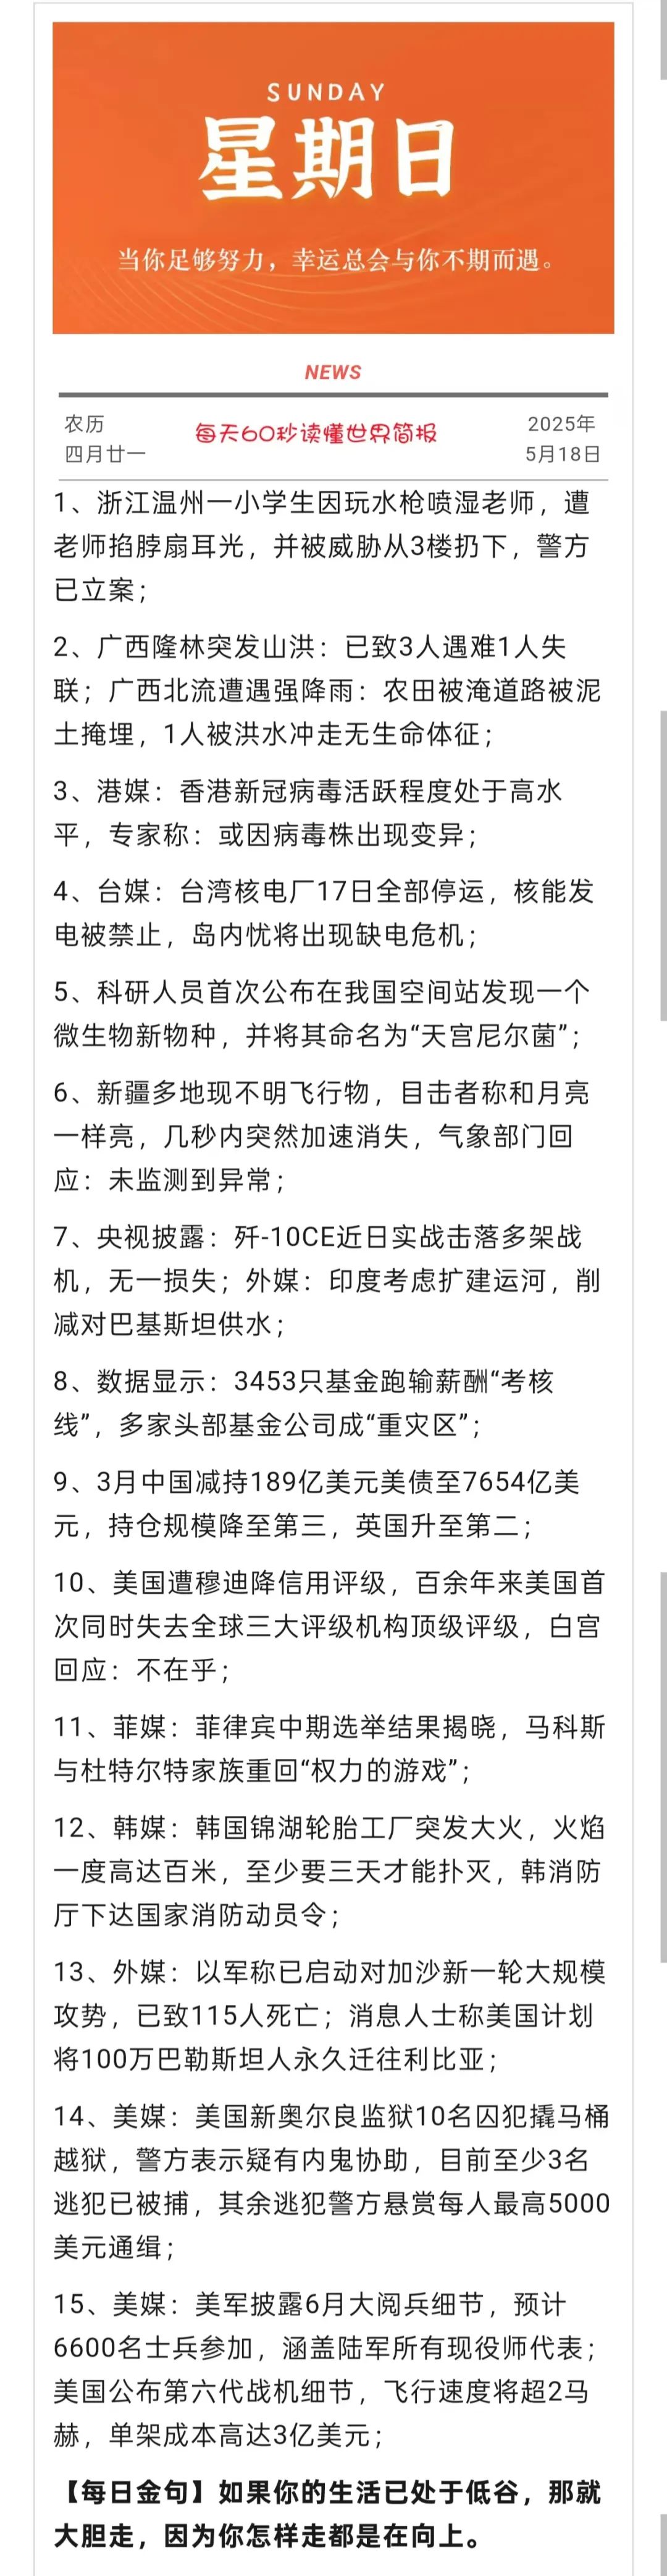 SUNDAY
星期日
当你足够努力，幸运总会与你不期而遇。
NEWS
农历
四月廿一
每天60秒读懂世界简报
2025年
5月18日
1、浙江温州一小学生因玩水枪喷湿老师，遭
老师掐脖扇耳光，并被威胁从3楼扔下，警方
已立案；
2、广西隆林突发山洪：已致3人遇难1人失
联；广西北流遭遇强降雨：农田被淹道路被泥
土掩埋，1人被洪水冲走无生命体征；
3、港媒：香港新冠病毒活跃程度处于高水
平，专家称：或因病毒株出现变异；
4、台媒：台湾核电厂17日全部停运，核能发
电被禁止，岛内忧将出现缺电危机；
5、科研人员首次公布在我国空间站发现一个
微生物新物种，并将其命名为“天宫尼尔菌”；
6、新疆多地现不明飞行物，目击者称和月亮
一样亮，几秒内突然加速消失，气象部门回
应：未监测到异常；
7、央视披露：歼-10CE近日实战击落多架战
机，无一损失；外媒：印度考虑扩建运河，削
减对巴基斯坦供水；
8、数据显示：3453只基金跑输薪酬“考核
线”，多家头部基金公司成“重灾区”；
9、3月中国减持189亿美元美债至7654亿美
元，持仓规模降至第三，英国升至第二；
10、美国遭穆迪降信用评级，百余年来美国首
次同时失去全球三大评级机构顶级评级，白宫
回应：不在乎；
11、菲媒：菲律宾中期选举结果揭晓，马科斯
与杜特尔特家族重回“权力的游戏”；
12、韩媒：韩国锦湖轮胎工厂突发大火，火焰
一度高达百米，至少要三天才能扑灭，韩消防
厅下达国家消防动员令；
13、外媒：以军称已启动对加沙新一轮大规模
攻势，已致115人死亡；消息人士称美国计划
将100万巴勒斯坦人永久迁往利比亚；
14、美媒：美国新奥尔良监狱10名囚犯撬马桶
越狱，警方表示疑有内鬼协助，目前至少3名
逃犯已被捕，其余逃犯警方悬赏每人最高5000
美元通缉；
15、美媒：美军披露6月大阅兵细节，预计
6600名士兵参加，涵盖陆军所有现役师代表；
美国公布第六代战机细节，飞行速度将超2马
赫，单架成本高达3亿美元；
【每日金句】如果你的生活已处于低谷，那就
大胆走，因为你怎样走都是在向上。